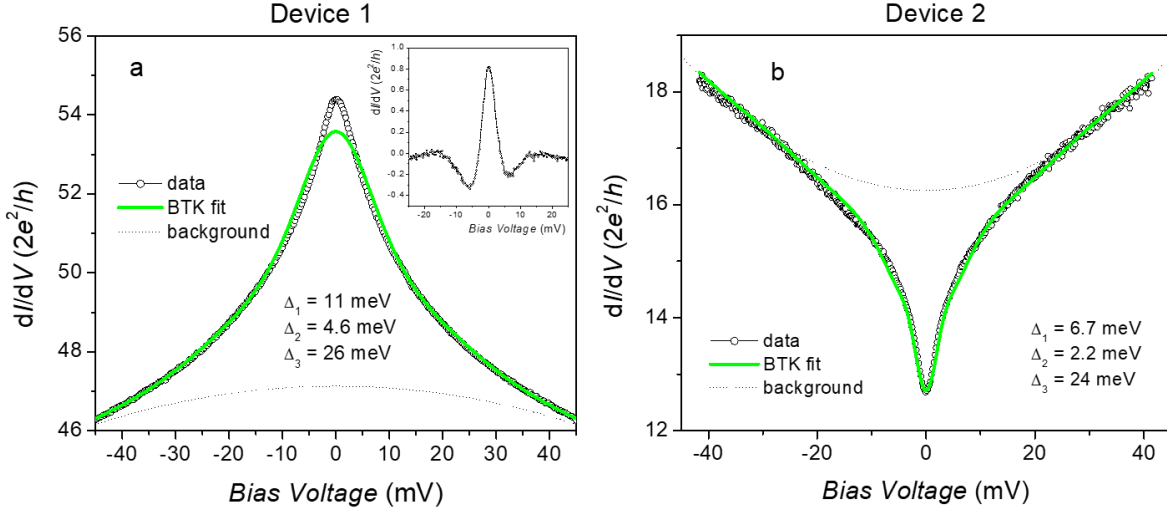 Device 1
a
56
54
52
50
48
46
dI/dV (2e²/h)
data
BTK fit
background
Δ₁ = 11 meV
Δ₂ = 4.6 meV
Δ₃ = 26 meV
-40 -20 0 20 40
Bias Voltage (mV)
1.0
0.8
0.6
0.4
0.2
0.0
-0.2
-0.4
dI/dV (2e²/h)
-20 -10 0 10 20
Bias Voltage (mV)
Device 2
b
18
16
14
12
dI/dV (2e²/h)
data
BTK fit
background
Δ₁ = 6.7 meV
Δ₂ = 2.2 meV
Δ₃ = 24 meV
-40 -20 0 20 40
Bias Voltage (mV)